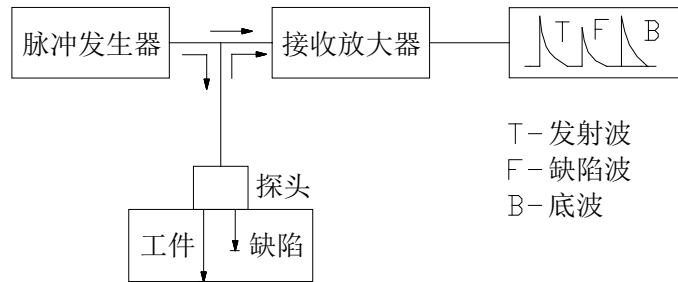 脉冲发生器
接收放大器
T F B
T-发射波
F-缺陷波
B-底波
探头
工件
缺陷